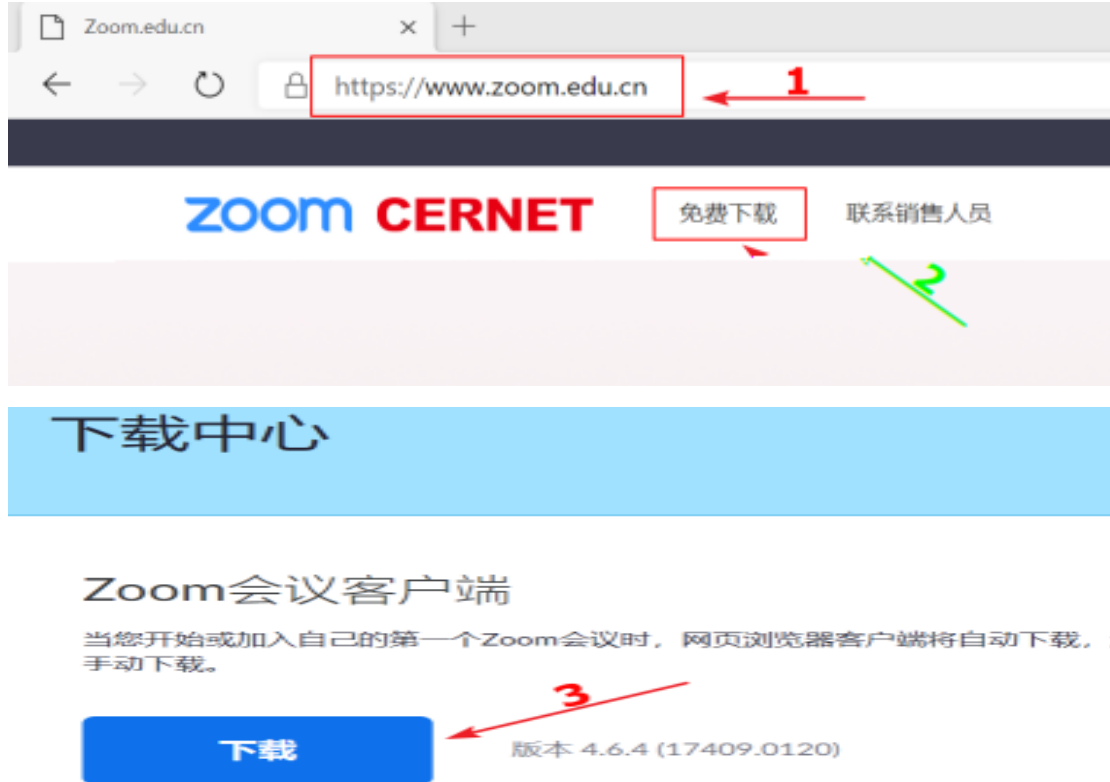 Zoom.edu.cn
https://www.zoom.edu.cn
1
zoom CERNET 免费下载 联系销售人员
2
下载中心
Zoom会议客户端
当您开始或加入自己的第一个Zoom会议时，网页浏览器客户端将自动下载，
手动下载。
3
下载 版本 4.6.4 (17409.0120)